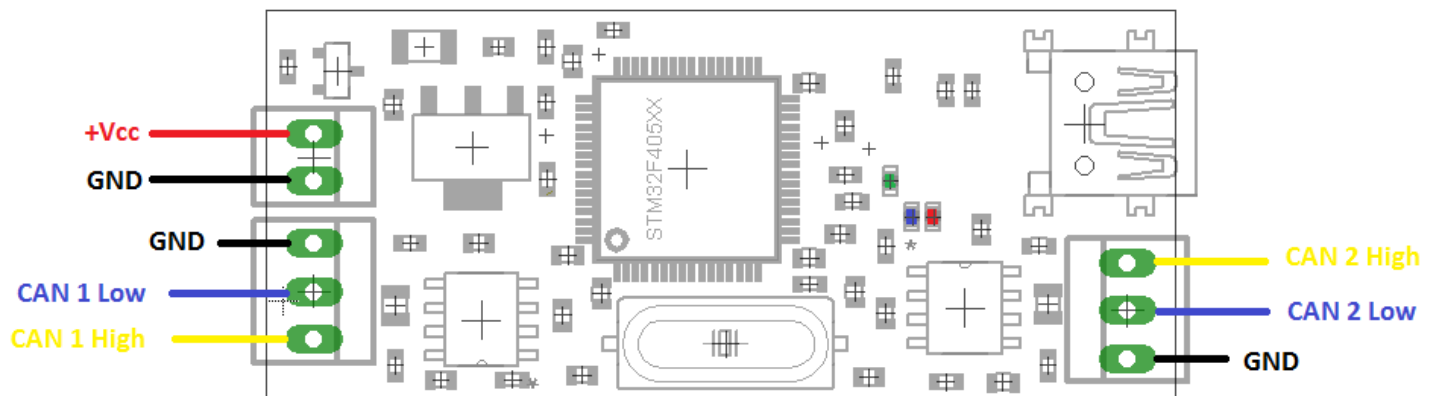 +Vcc
GND
GND
CAN 1 Low
CAN 1 High
STM32F405XX
CAN 2 High
CAN 2 Low
GND